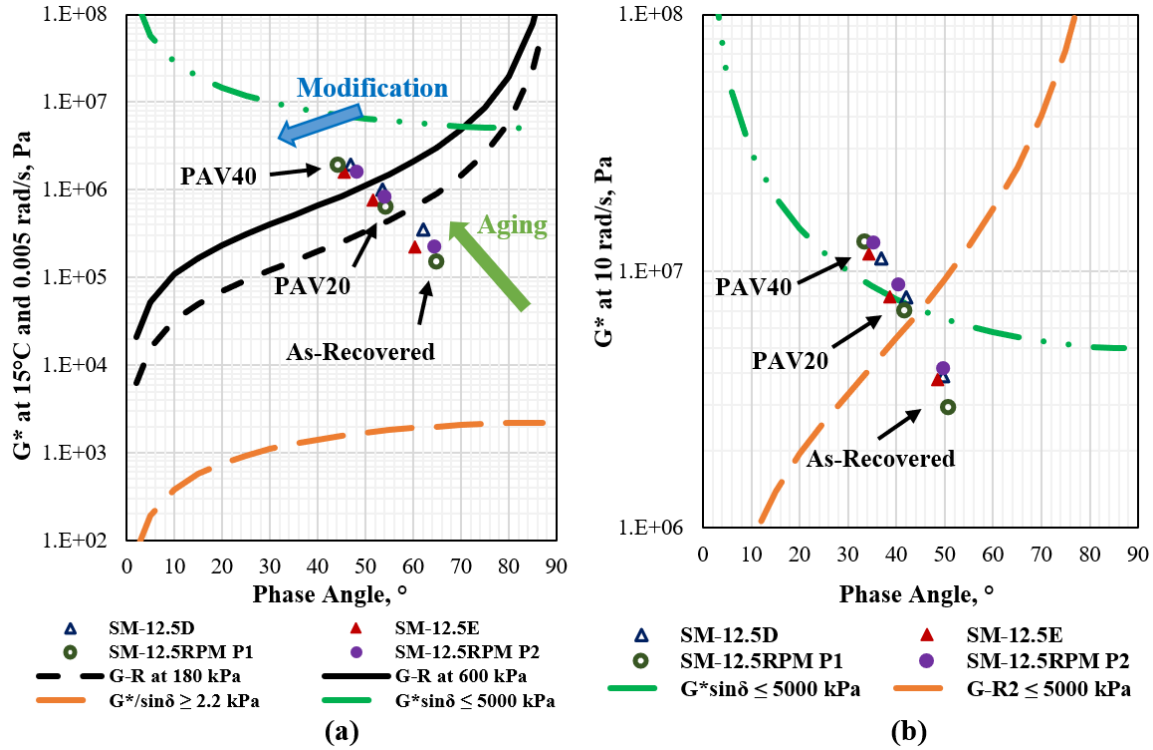 1.E+08
1.E+07
1.E+06
1.E+05
1.E+04
1.E+03
1.E+02
G* at 15°C and 0.005 rad/s, Pa
Modification
PAV40
Aging
PAV20
As-Recovered
0 10 20 30 40 50 60 70 80 90
Phase Angle, °
SM-12.5D SM-12.5E
SM-12.5RPM P1 SM-12.5RPM P2
G-R at 180 kPa G-R at 600 kPa
G*/sinδ ≥ 2.2 kPa G*sinδ ≤ 5000 kPa
(a)
1.E+08
1.E+07
1.E+06
G* at 10 rad/s, Pa
PAV40
PAV20
As-Recovered
0 10 20 30 40 50 60 70 80 90
Phase Angle, °
SM-12.5D SM-12.5E
SM-12.5RPM P1 SM-12.5RPM P2
G*sinδ ≤ 5000 kPa G-R2 ≤ 5000 kPa
(b)